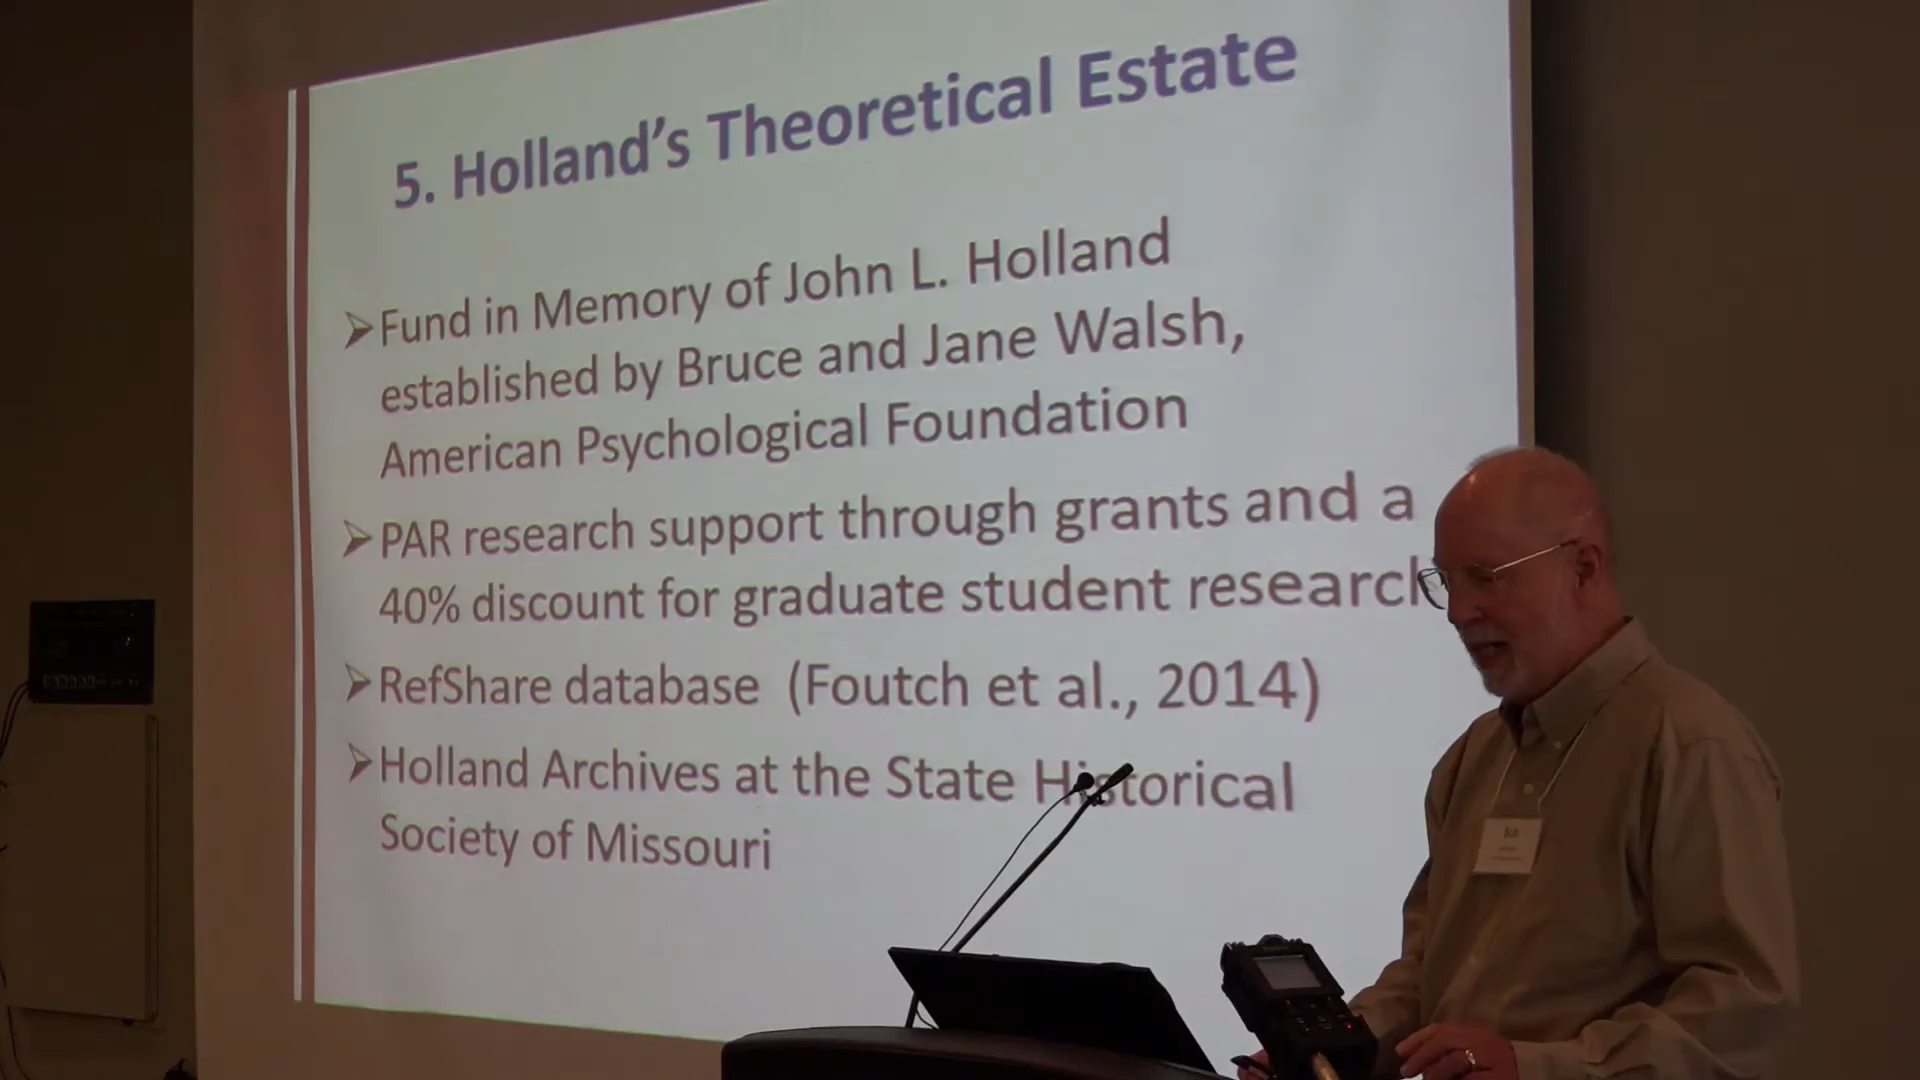 5. Holland's Theoretical Estate
➢Fund in Memory of John L. Holland
established by Bruce and Jane Walsh,
American Psychological Foundation
➢PAR research support through grants and a
40% discount for graduate student research
➢RefShare database (Foutch et al., 2014)
➢Holland Archives at the State Historical
Society of Missouri